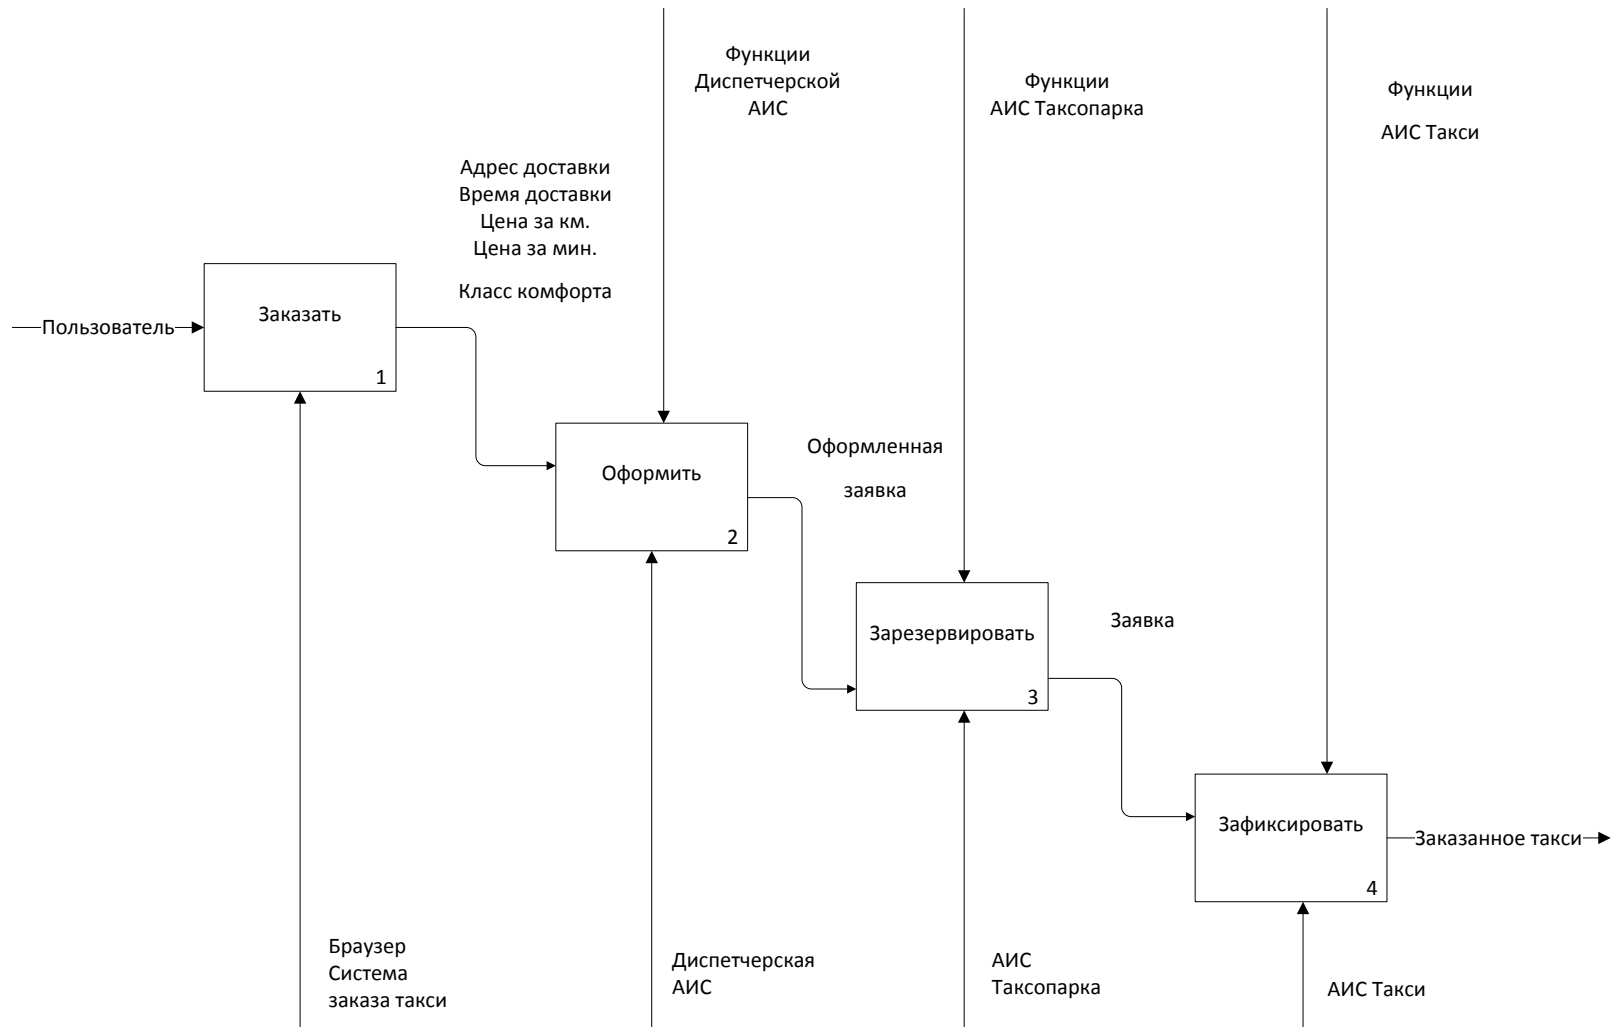 Функции
Диспетчерской
АИС
Функции
АИС Таксопарка
Функции
АИС Такси
Адрес доставки
Время доставки
Цена за км.
Цена за мин.
Класс комфорта
Пользователь
Заказать
1
Оформить
2
Оформленная
заявка
Зарезервировать
3
Заявка
Зафиксировать
4
Заказанное такси
Браузер
Система
заказа такси
Диспетчерская
АИС
АИС
Таксопарка
АИС Такси